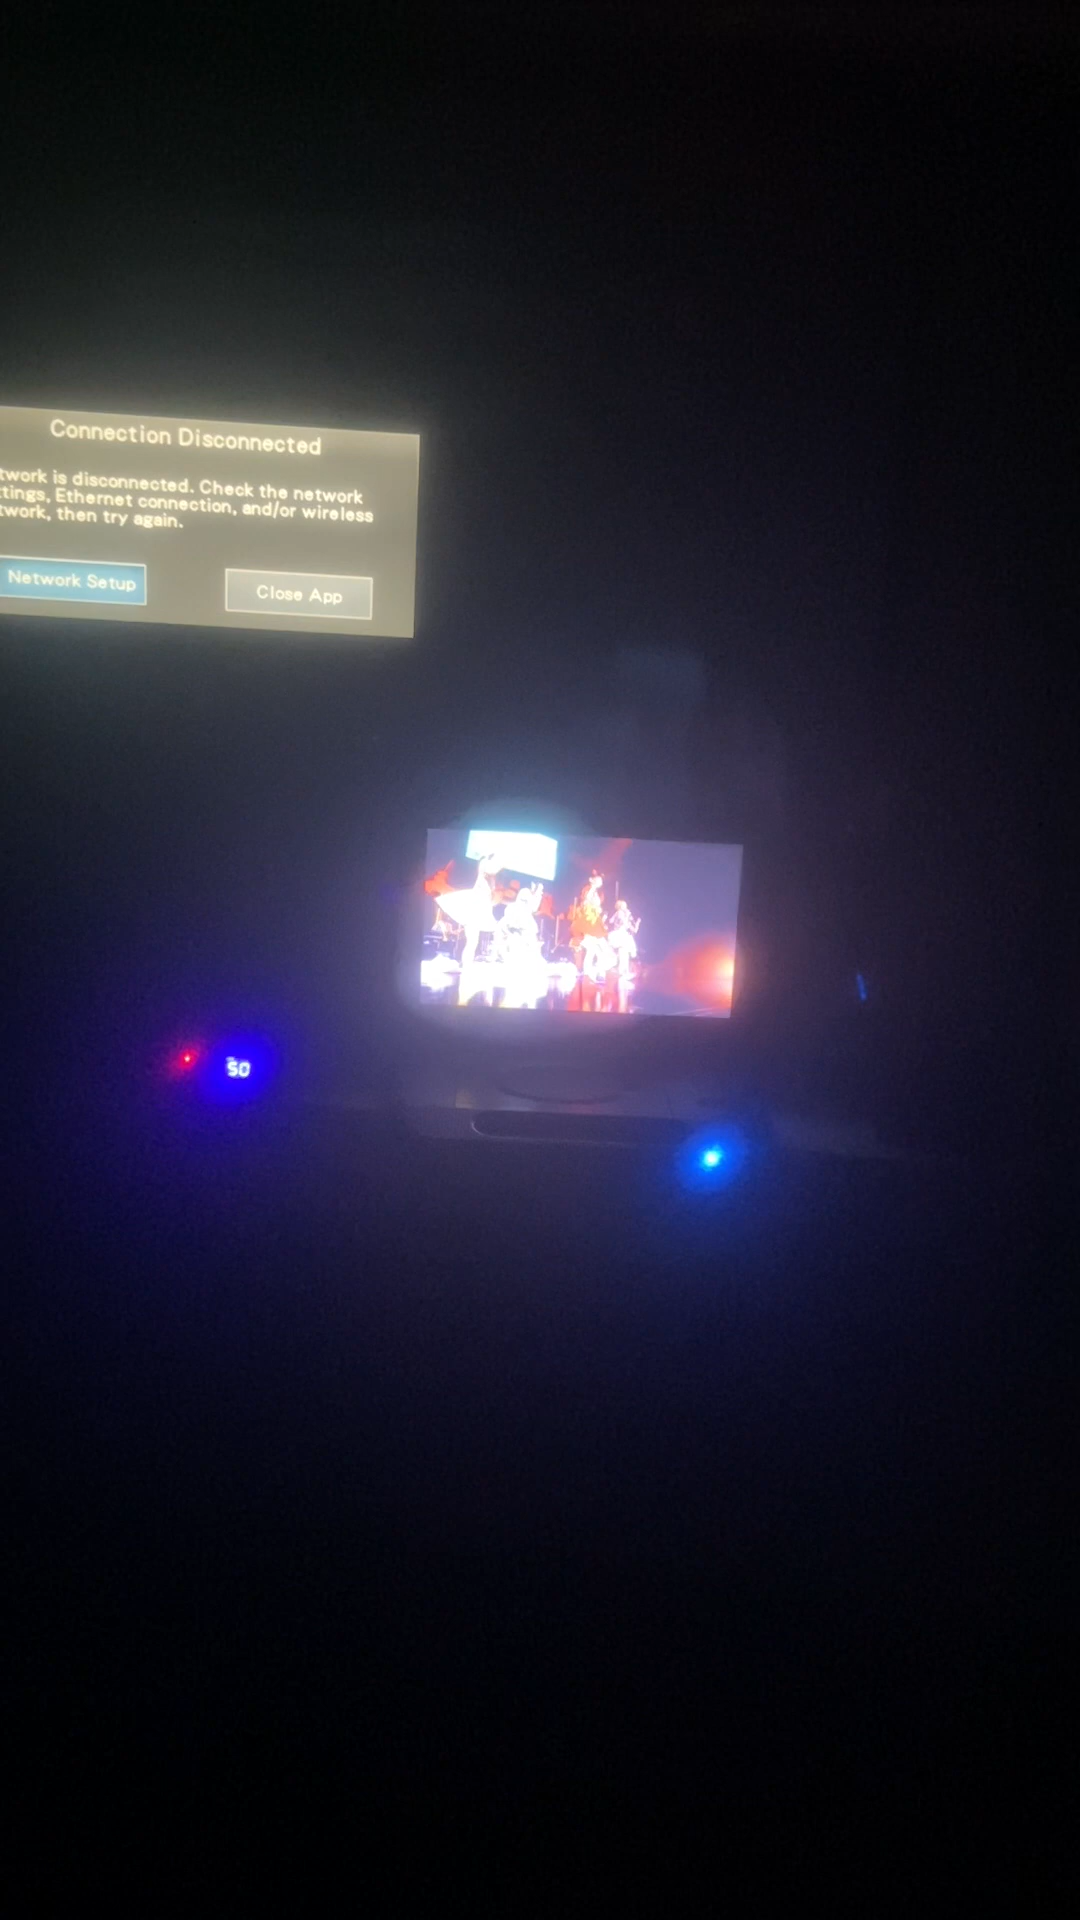 Connection Disconnected
twork is disconnected. Check the network
tings, Ethernet connection, and/or wireless
twork, then try again.
Network Setup
Close App
50